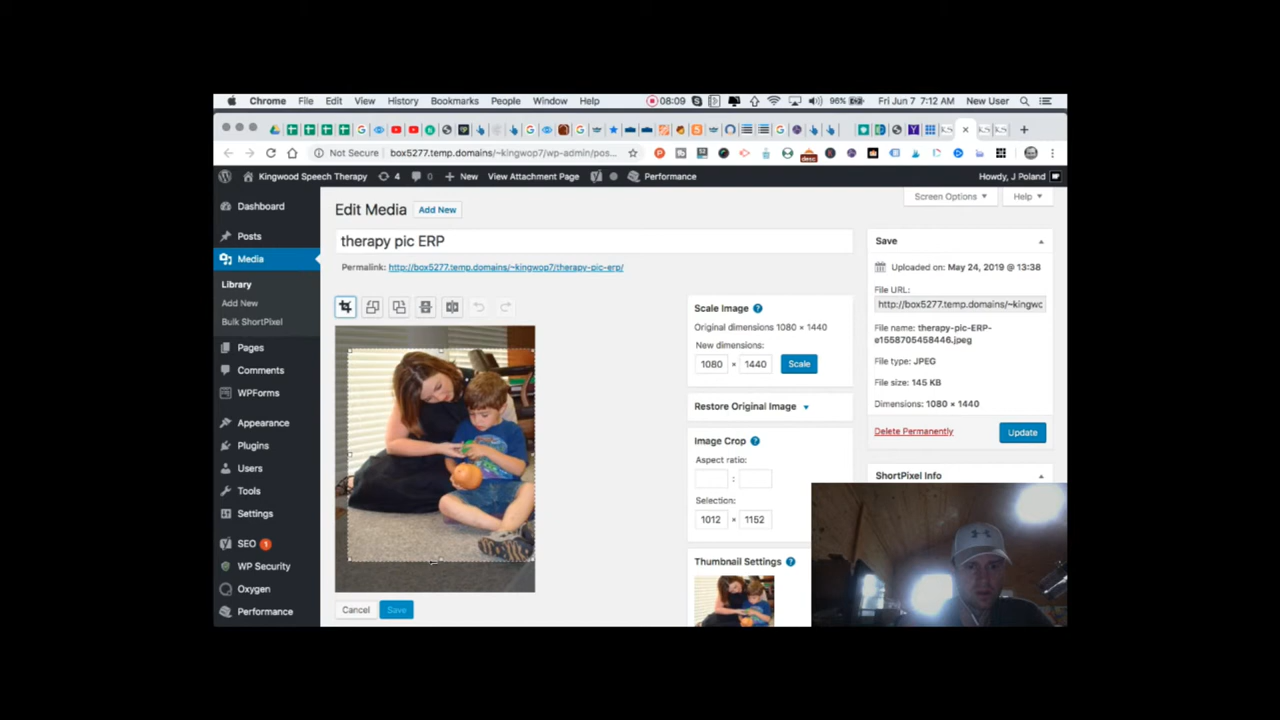 Chrome File Edit View History Bookmarks People Window Help 08:09 96% Fri Jun 7 7:12 AM New User
Not Secure box5277.temp.domains/~kingwop7/wp-admin/pos...
desc
Kingwood Speech Therapy 4 0 New View Attachment Page Performance Howdy, J Poland
Dashboard
Posts
Media
Library
Add New
Bulk ShortPixel
Pages
Comments
WPForms
Appearance
Plugins
Users
Tools
Settings
SEO 1
WP Security
Oxygen
Performance
Screen Options Help
Edit Media Add New
therapy pic ERP
Permalink: http://box5277.temp.domains/~kingwop7/therapy-pic-erp/
Cancel Save
Scale Image
Original dimensions 1080 × 1440
New dimensions:
1080 × 1440 Scale
Restore Original Image
Image Crop
Aspect ratio:
:
Selection:
1012 × 1152
Thumbnail Settings
Save
Uploaded on: May 24, 2019 @ 13:38
File URL:
http://box5277.temp.domains/~kingwc
File name: therapy-pic-ERP-
e1558705458446.jpeg
File type: JPEG
File size: 145 KB
Dimensions: 1080 × 1440
Delete Permanently Update
ShortPixel Info